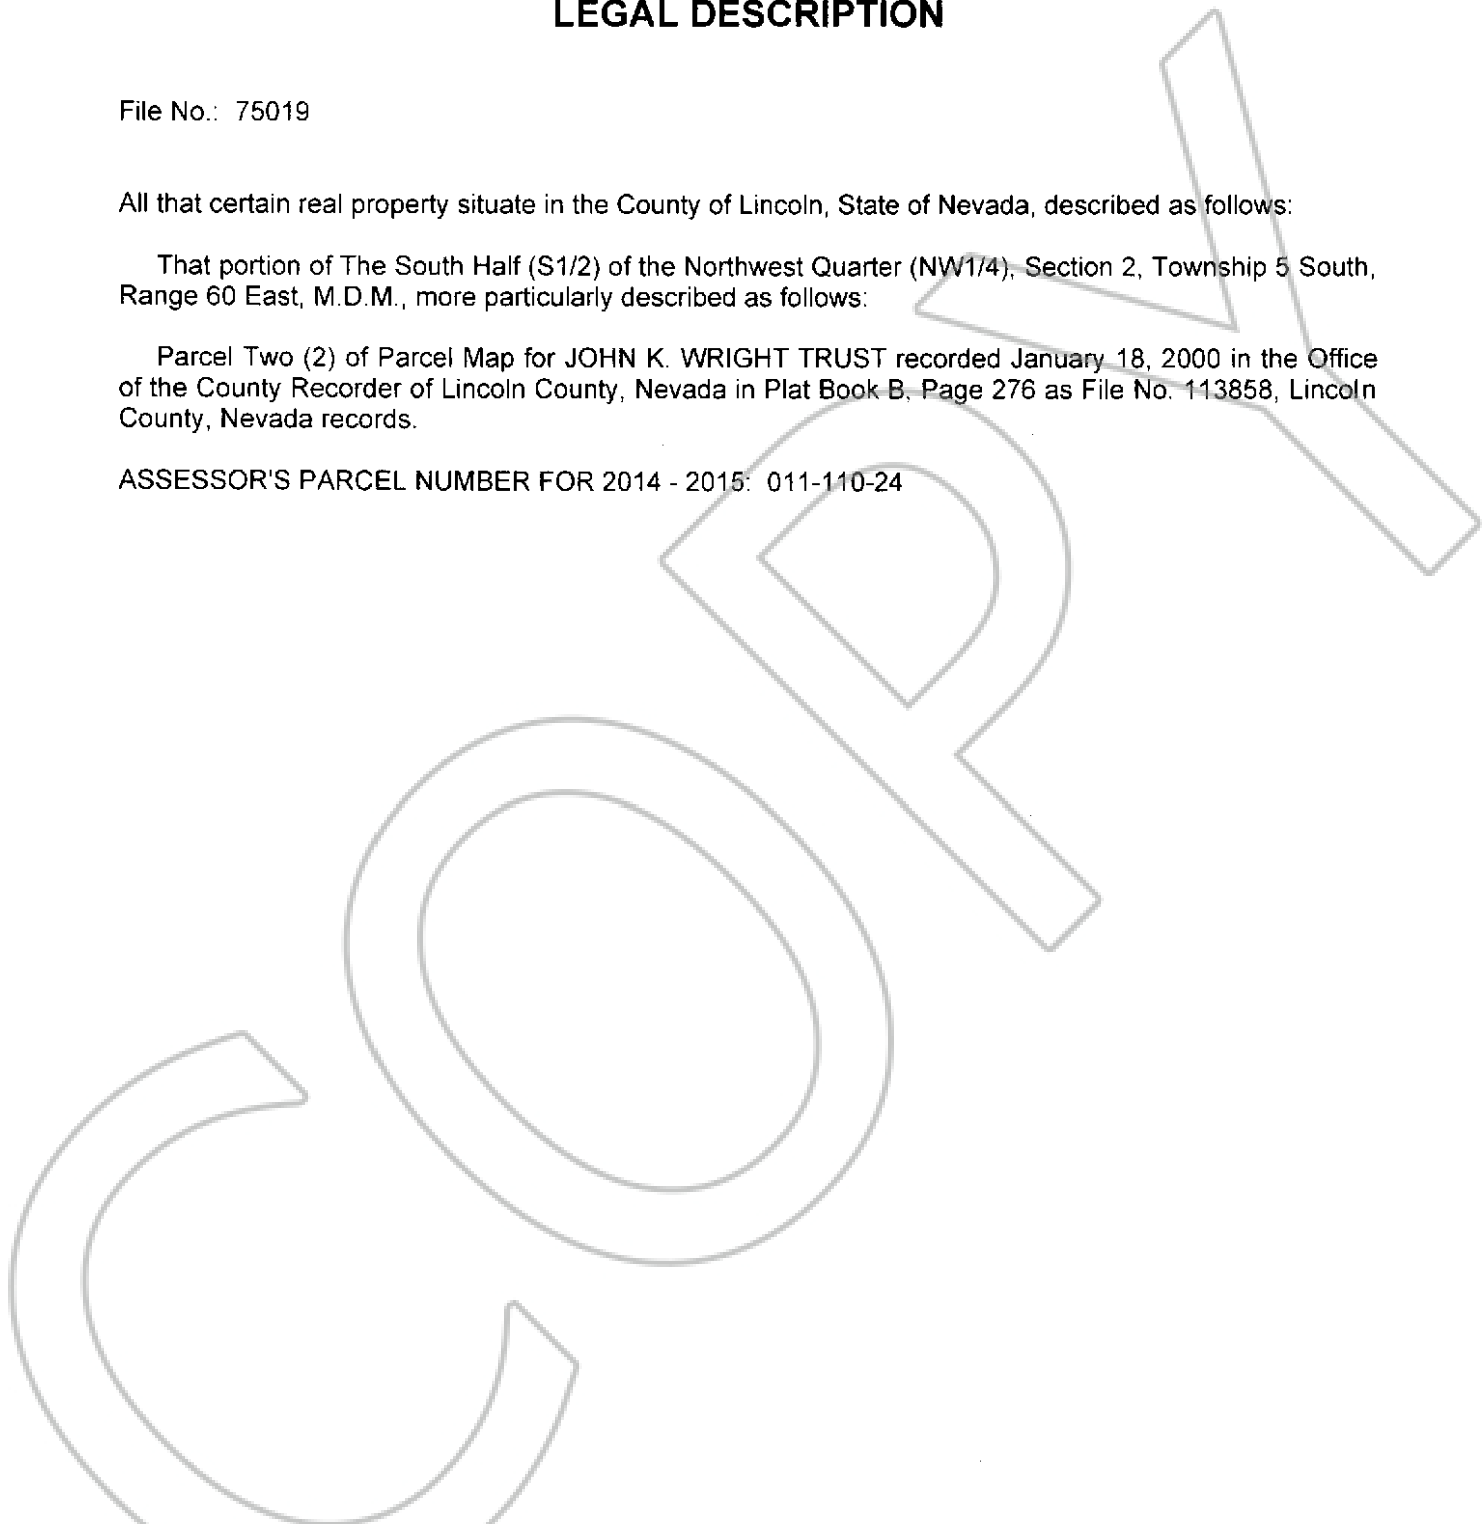 LEGAL DESCRIPTION
File No.: 75019
All that certain real property situate in the County of Lincoln, State of Nevada, described as follows:
That portion of The South Half (S1/2) of the Northwest Quarter (NW1/4), Section 2, Township 5 South,
Range 60 East, M.D.M., more particularly described as follows:
Parcel Two (2) of Parcel Map for JOHN K. WRIGHT TRUST recorded January 18, 2000 in the Office
of the County Recorder of Lincoln County, Nevada in Plat Book B, Page 276 as File No. 113858, Lincoln
County, Nevada records.
ASSESSOR'S PARCEL NUMBER FOR 2014 - 2015: 011-110-24
COPY